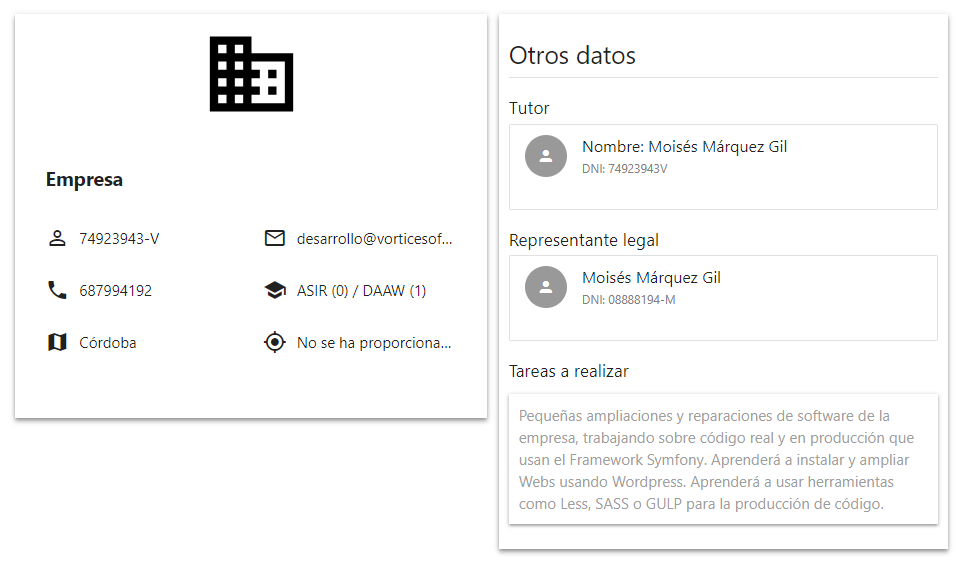 Empresa
74923943-V
desarrollo@vorticesof...
687994192
ASIR (0) / DAAW (1)
Córdoba
No se ha proporciona...
Otros datos
Tutor
Nombre: Moisés Márquez Gil
DNI: 74923943V
Representante legal
Moisés Márquez Gil
DNI: 08888194-M
Tareas a realizar
Pequeñas ampliaciones y reparaciones de software de la
empresa, trabajando sobre código real y en producción que
usan el Framework Symfony. Aprenderá a instalar y ampliar
Webs usando Wordpress. Aprenderá a usar herramientas
como Less, SASS o GULP para la producción de código.